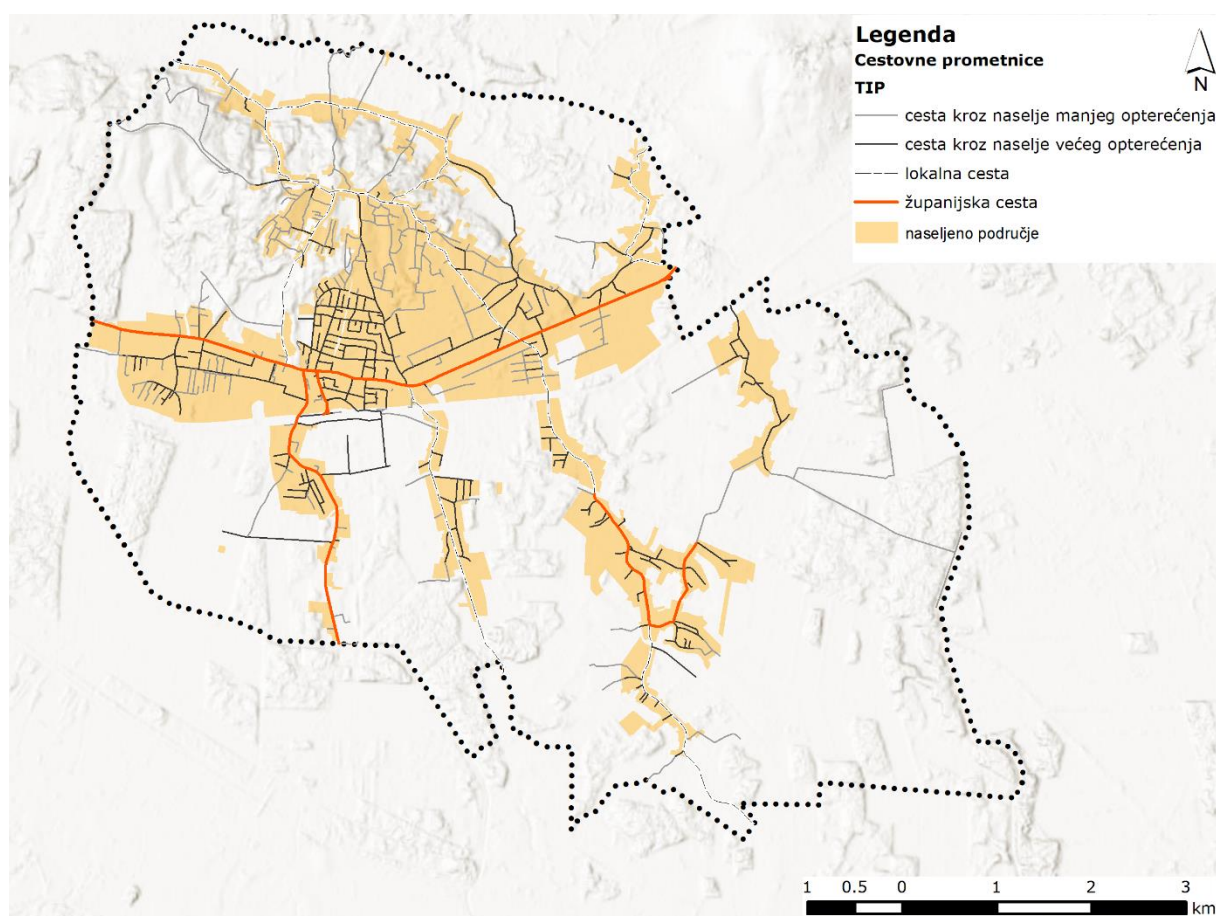 Legenda
Cestovne prometnice
TIP
N
cesta kroz naselje manjeg opterećenja
cesta kroz naselje većeg opterećenja
lokalna cesta
županijska cesta
naseljeno područje
1 0.5 0 1 2 3
km